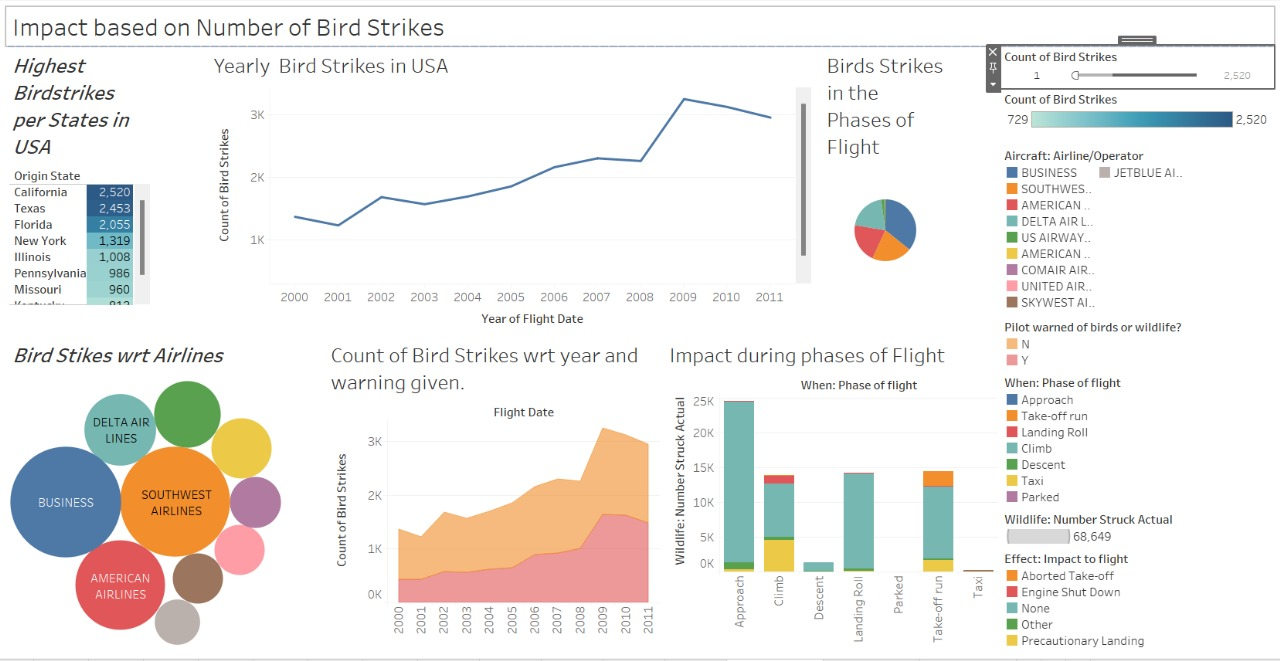 Impact based on Number of Bird Strikes
Highest
Birdstrikes
per States in
USA
Origin State
California 2,520
Texas 2,453
Florida 2,055
New York 1,319
Illinois 1,008
Pennsylvania 986
Missouri 960
Yearly Bird Strikes in USA
Count of Bird Strikes
3K
2K
1K
2000 2001 2002 2003 2004 2005 2006 2007 2008 2009 2010 2011
Year of Flight Date
Birds Strikes
in the
Phases of
Flight
Count of Bird Strikes
1 2,520
Count of Bird Strikes
729 2,520
Aircraft: Airline/Operator
BUSINESS JETBLUE AI..
SOUTHWES..
AMERICAN ..
DELTA AIR L..
US AIRWAY..
AMERICAN ..
COMAIR AIR..
UNITED AIR..
SKYWEST AI..
Pilot warned of birds or wildlife?
N
Y
When: Phase of flight
Approach
Take-off run
Landing Roll
Climb
Descent
Taxi
Parked
Wildlife: Number Struck Actual
68,649
Effect: Impact to flight
Aborted Take-off
Engine Shut Down
None
Other
Precautionary Landing
Bird Stikes wrt Airlines
DELTA AIR
LINES
BUSINESS
SOUTHWEST
AIRLINES
AMERICAN
AIRLINES
Count of Bird Strikes wrt year and
warning given.
Flight Date
Count of Bird Strikes
3K
2K
1K
0K
2000 2001 2002 2003 2004 2005 2006 2007 2008 2009 2010 2011
Impact during phases of Flight
When: Phase of flight
Wildlife: Number Struck Actual
25K
20K
15K
10K
5K
0K
Approach Climb Descent Landing Roll Parked Take-off run Taxi